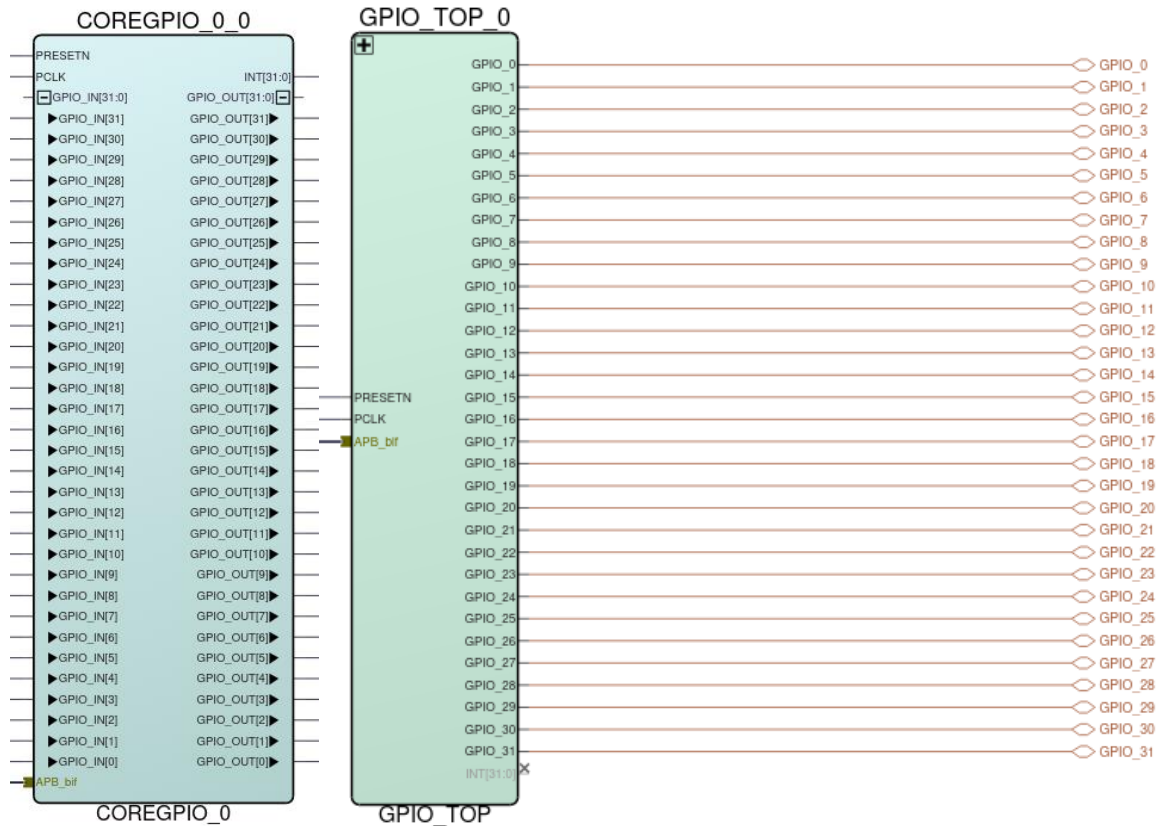 COREGPIO_0_0
PRESETN
PCLK INT[31:0]
GPIO_IN[31:0] GPIO_OUT[31:0]
GPIO_IN[31] GPIO_OUT[31]
GPIO_IN[30] GPIO_OUT[30]
GPIO_IN[29] GPIO_OUT[29]
GPIO_IN[28] GPIO_OUT[28]
GPIO_IN[27] GPIO_OUT[27]
GPIO_IN[26] GPIO_OUT[26]
GPIO_IN[25] GPIO_OUT[25]
GPIO_IN[24] GPIO_OUT[24]
GPIO_IN[23] GPIO_OUT[23]
GPIO_IN[22] GPIO_OUT[22]
GPIO_IN[21] GPIO_OUT[21]
GPIO_IN[20] GPIO_OUT[20]
GPIO_IN[19] GPIO_OUT[19]
GPIO_IN[18] GPIO_OUT[18]
GPIO_IN[17] GPIO_OUT[17]
GPIO_IN[16] GPIO_OUT[16]
GPIO_IN[15] GPIO_OUT[15]
GPIO_IN[14] GPIO_OUT[14]
GPIO_IN[13] GPIO_OUT[13]
GPIO_IN[12] GPIO_OUT[12]
GPIO_IN[11] GPIO_OUT[11]
GPIO_IN[10] GPIO_OUT[10]
GPIO_IN[9] GPIO_OUT[9]
GPIO_IN[8] GPIO_OUT[8]
GPIO_IN[7] GPIO_OUT[7]
GPIO_IN[6] GPIO_OUT[6]
GPIO_IN[5] GPIO_OUT[5]
GPIO_IN[4] GPIO_OUT[4]
GPIO_IN[3] GPIO_OUT[3]
GPIO_IN[2] GPIO_OUT[2]
GPIO_IN[1] GPIO_OUT[1]
GPIO_IN[0] GPIO_OUT[0]
APB_bif
COREGPIO_0
GPIO_TOP_0
GPIO_0 GPIO_0
GPIO_1 GPIO_1
GPIO_2 GPIO_2
GPIO_3 GPIO_3
GPIO_4 GPIO_4
GPIO_5 GPIO_5
GPIO_6 GPIO_6
GPIO_7 GPIO_7
GPIO_8 GPIO_8
GPIO_9 GPIO_9
GPIO_10 GPIO_10
GPIO_11 GPIO_11
GPIO_12 GPIO_12
GPIO_13 GPIO_13
GPIO_14 GPIO_14
PRESETN GPIO_15 GPIO_15
PCLK GPIO_16 GPIO_16
APB_bif GPIO_17 GPIO_17
GPIO_18 GPIO_18
GPIO_19 GPIO_19
GPIO_20 GPIO_20
GPIO_21 GPIO_21
GPIO_22 GPIO_22
GPIO_23 GPIO_23
GPIO_24 GPIO_24
GPIO_25 GPIO_25
GPIO_26 GPIO_26
GPIO_27 GPIO_27
GPIO_28 GPIO_28
GPIO_29 GPIO_29
GPIO_30 GPIO_30
GPIO_31 GPIO_31
INT[31:0]
GPIO_TOP